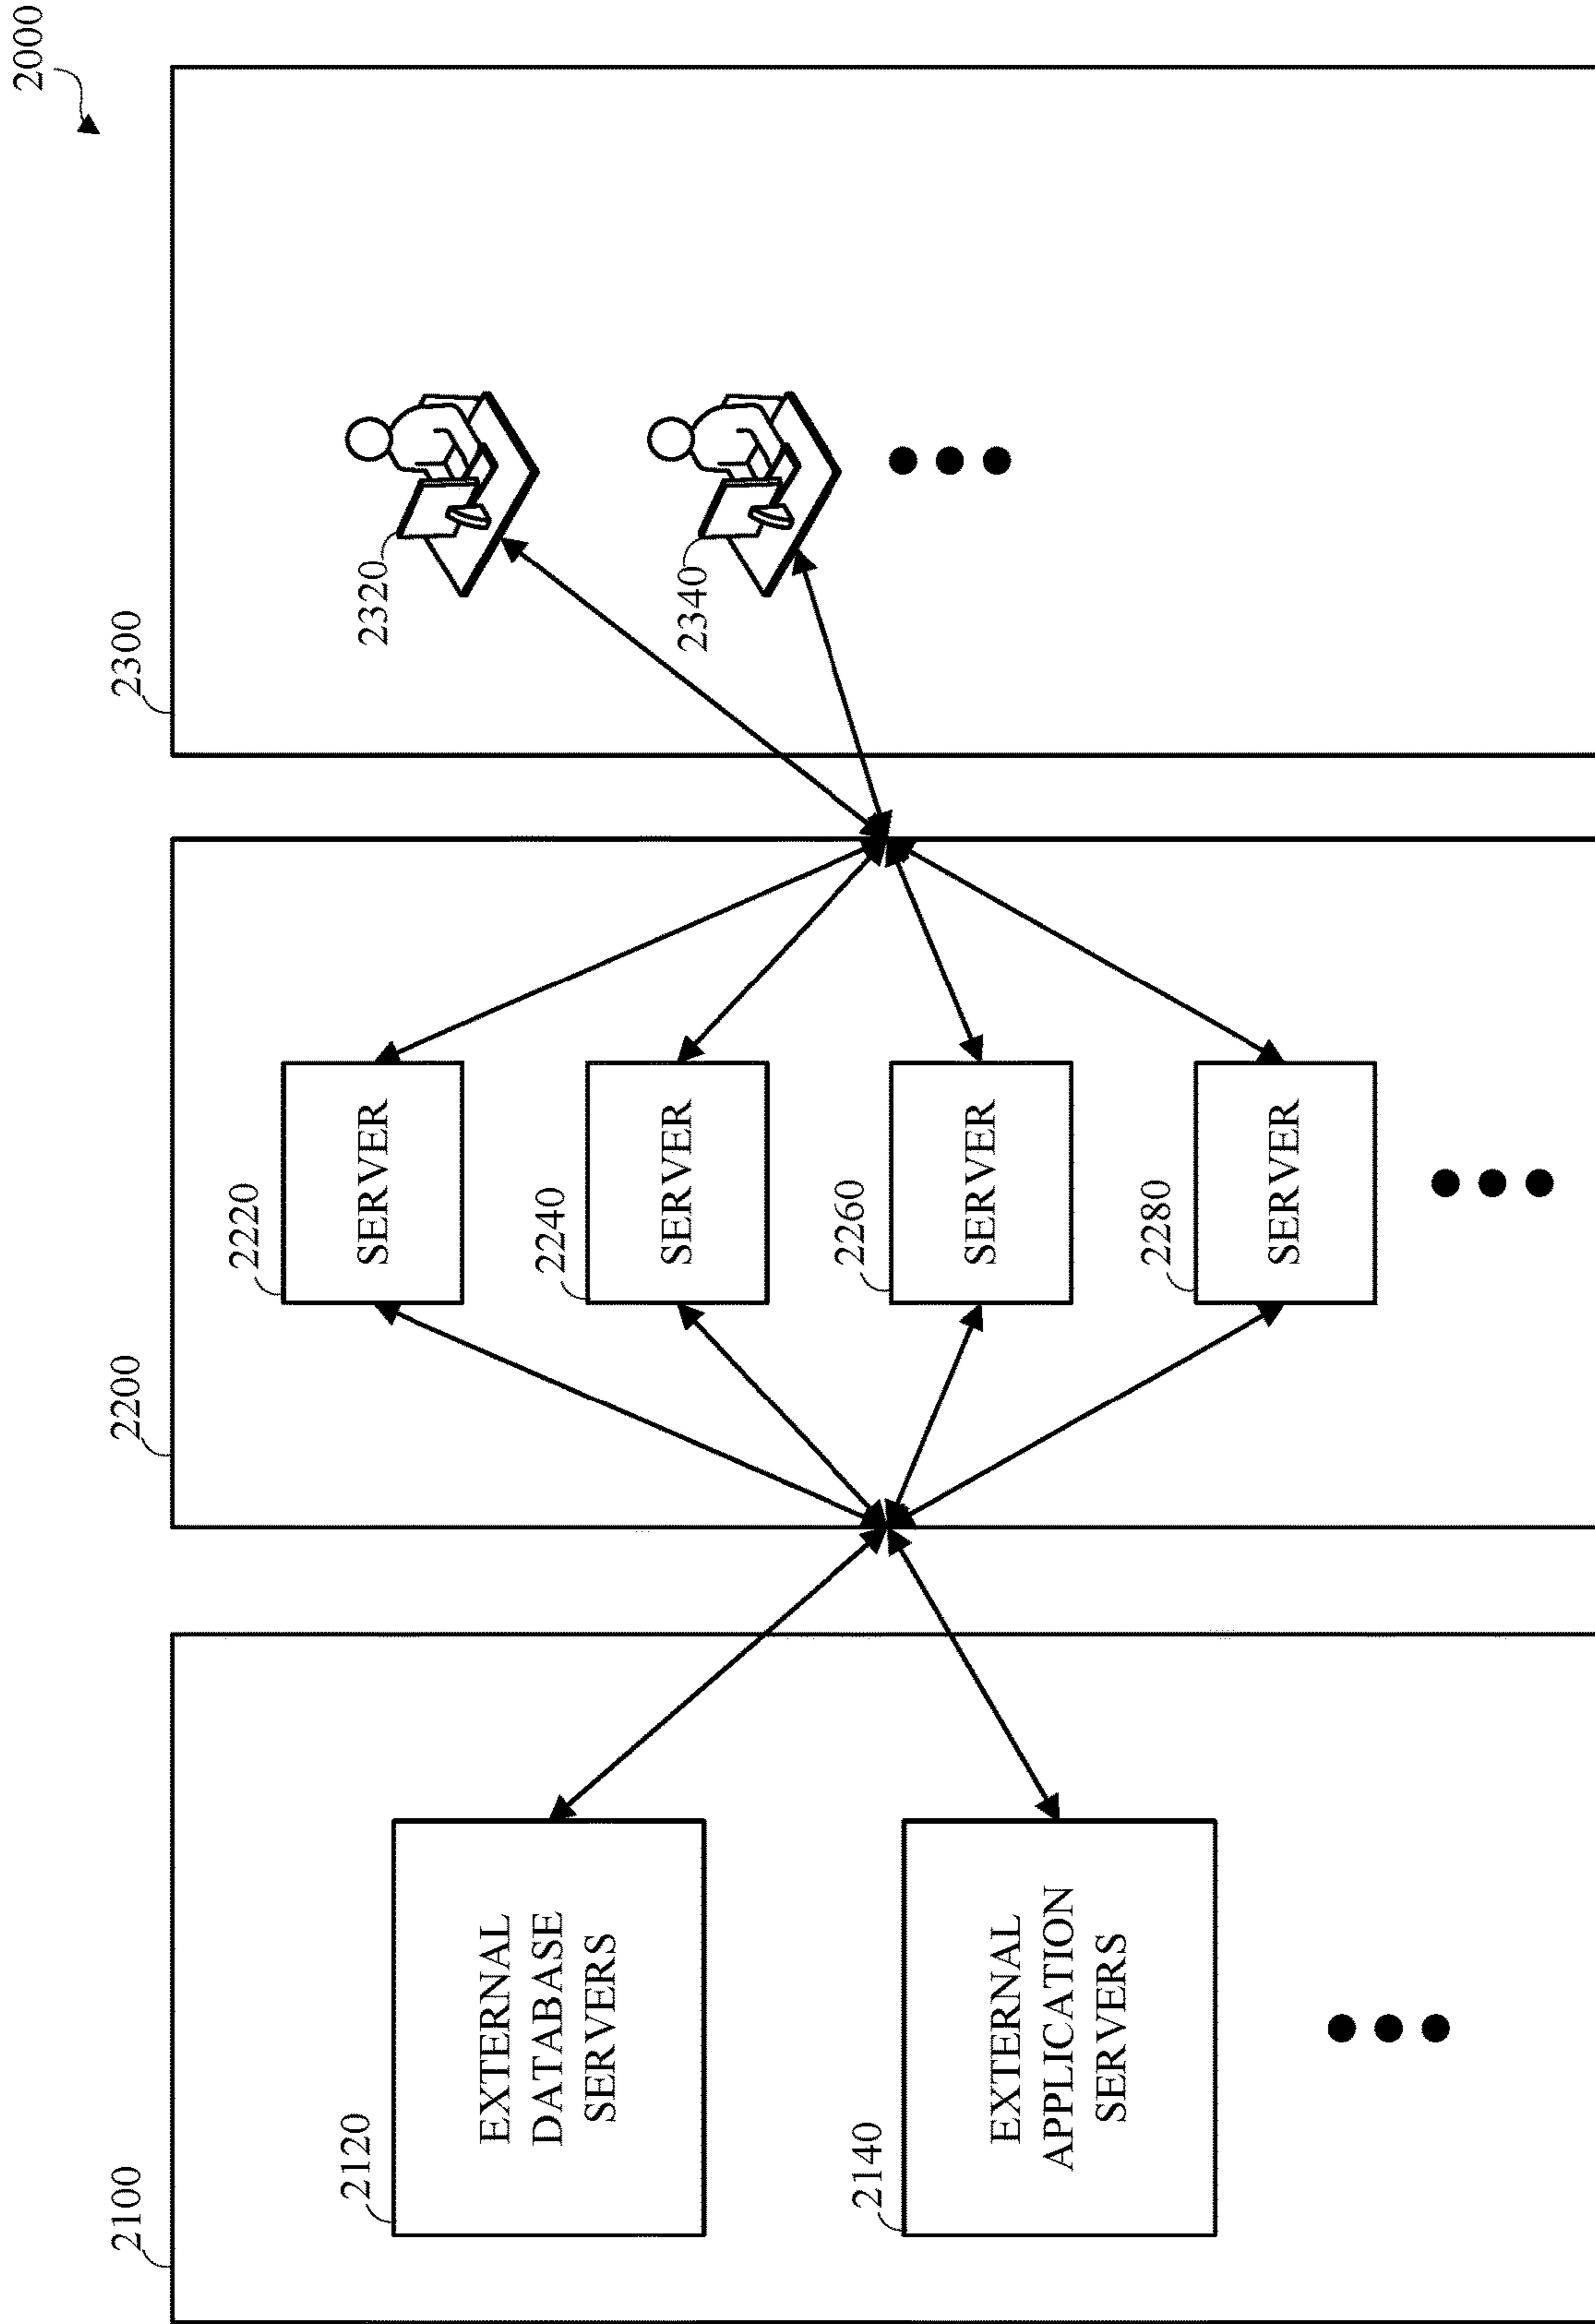 2000
2100
2200
2300
2120
EXTERNAL
DATABASE
SERVERS
2140
EXTERNAL
APPLICATION
SERVERS
2220
SERVER
2240
SERVER
2260
SERVER
2280
SERVER
2320
2340